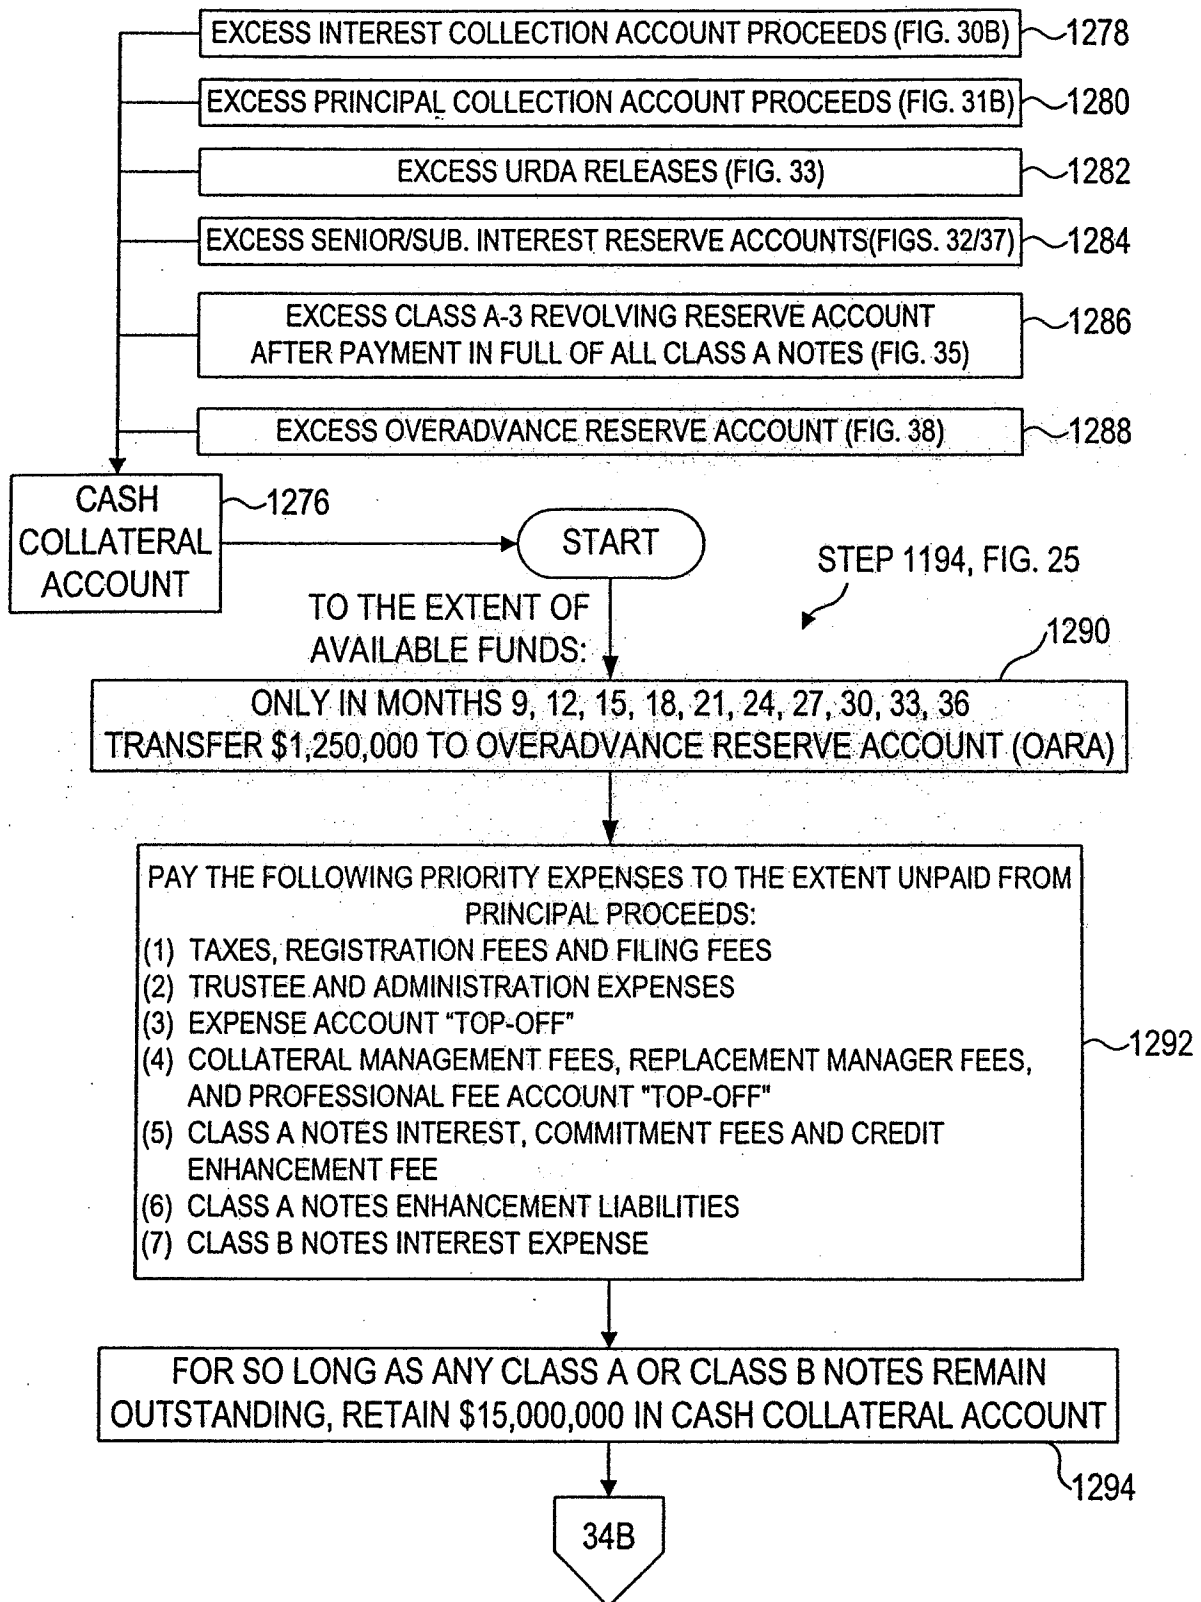 EXCESS INTEREST COLLECTION ACCOUNT PROCEEDS (FIG. 30B) 1278
EXCESS PRINCIPAL COLLECTION ACCOUNT PROCEEDS (FIG. 31B) 1280
EXCESS URDA RELEASES (FIG. 33) 1282
EXCESS SENIOR/SUB. INTEREST RESERVE ACCOUNTS(FIGS. 32/37) 1284
EXCESS CLASS A-3 REVOLVING RESERVE ACCOUNT
AFTER PAYMENT IN FULL OF ALL CLASS A NOTES (FIG. 35)
1286
EXCESS OVERADVANCE RESERVE ACCOUNT (FIG. 38) 1288
CASH
COLLATERAL
ACCOUNT
1276
START
STEP 1194, FIG. 25
TO THE EXTENT OF
AVAILABLE FUNDS:
1290
ONLY IN MONTHS 9, 12, 15, 18, 21, 24, 27, 30, 33, 36
TRANSFER $1,250,000 TO OVERADVANCE RESERVE ACCOUNT (OARA)
PAY THE FOLLOWING PRIORITY EXPENSES TO THE EXTENT UNPAID FROM
PRINCIPAL PROCEEDS:
(1) TAXES, REGISTRATION FEES AND FILING FEES
(2) TRUSTEE AND ADMINISTRATION EXPENSES
(3) EXPENSE ACCOUNT "TOP-OFF"
(4) COLLATERAL MANAGEMENT FEES, REPLACEMENT MANAGER FEES,
AND PROFESSIONAL FEE ACCOUNT "TOP-OFF"
(5) CLASS A NOTES INTEREST, COMMITMENT FEES AND CREDIT
ENHANCEMENT FEE
(6) CLASS A NOTES ENHANCEMENT LIABILITIES
(7) CLASS B NOTES INTEREST EXPENSE
1292
FOR SO LONG AS ANY CLASS A OR CLASS B NOTES REMAIN
OUTSTANDING, RETAIN $15,000,000 IN CASH COLLATERAL ACCOUNT
1294
34B